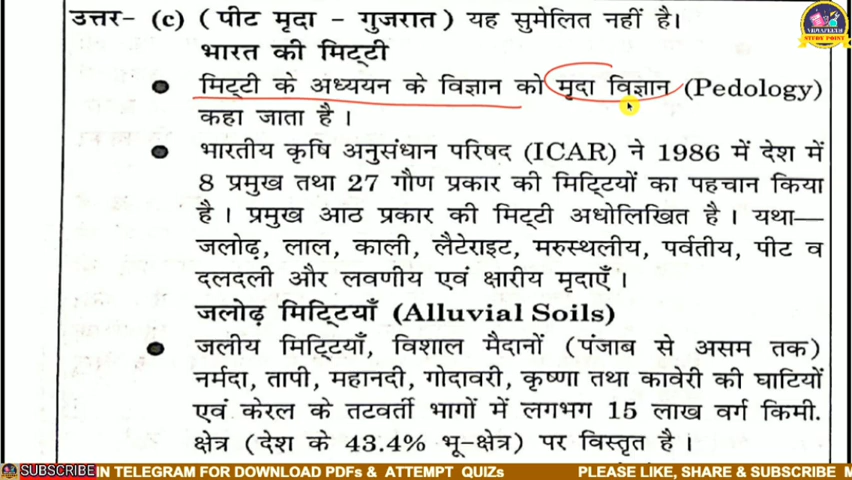 उत्तर- (c) ( पीट मृदा - गुजरात ) यह सुमेलित नहीं है।
भारत की मिट्टी
मिट्टी के अध्ययन के विज्ञान को मृदा विज्ञान (Pedology)
कहा जाता है।
भारतीय कृषि अनुसंधान परिषद (ICAR) ने 1986 में देश में
8 प्रमुख तथा 27 गौण प्रकार की मिट्टियों का पहचान किया
है। प्रमुख आठ प्रकार की मिट्टी अधोलिखित है। यथा—
जलोढ़, लाल, काली, लैटेराइट, मरुस्थलीय, पर्वतीय, पीट व
दलदली और लवणीय एवं क्षारीय मृदाएँ।
जलोढ़ मिट्टियाँ (Alluvial Soils)
जलीय मिट्टियाँ, विशाल मैदानों (पंजाब से असम तक)
नर्मदा, तापी, महानदी, गोदावरी, कृष्णा तथा कावेरी की घाटियों
एवं केरल के तटवर्ती भागों में लगभग 15 लाख वर्ग किमी.
क्षेत्र (देश के 43.4% भू-क्षेत्र) पर विस्तृत है।
SUBSCRIBE IN TELEGRAM FOR DOWNLOAD PDFs & ATTEMPT QUIZs PLEASE LIKE, SHARE & SUBSCRIBE
STUDY POINT